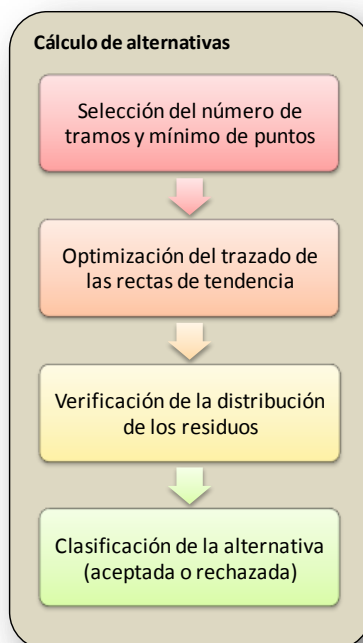 Cálculo de alternativas
Selección del número de
tramos y mínimo de puntos
Optimización del trazado de
las rectas de tendencia
Verificación de la distribución
de los residuos
Clasificación de la alternativa
(aceptada o rechazada)